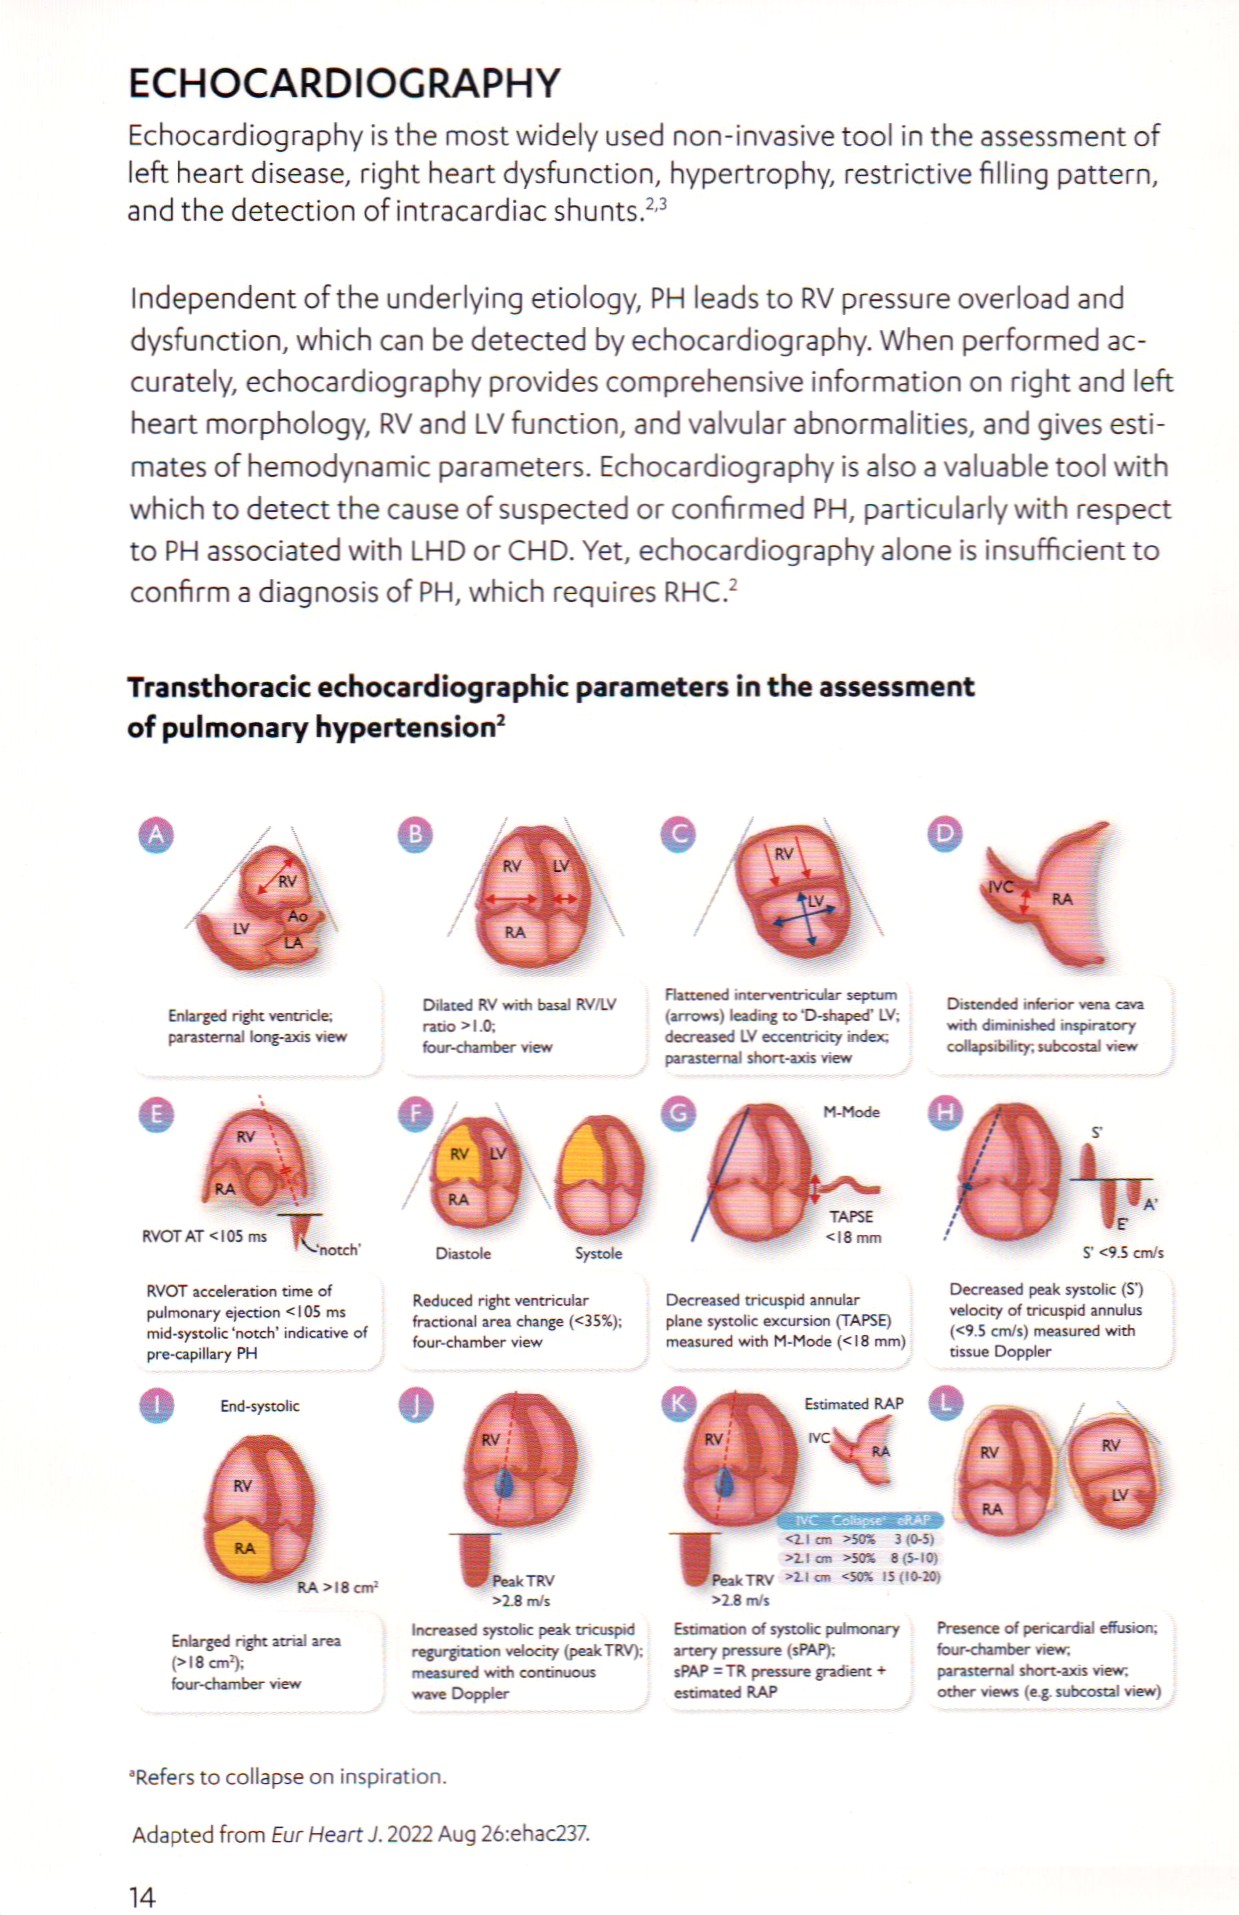 ECHOCARDIOGRAPHY
Echocardiography is the most widely used non-invasive tool in the assessment of
left heart disease, right heart dysfunction, hypertrophy, restrictive filling pattern,
and the detection of intracardiac shunts.2,3
Independent of the underlying etiology, PH leads to RV pressure overload and
dysfunction, which can be detected by echocardiography. When performed ac-
curately, echocardiography provides comprehensive information on right and left
heart morphology, RV and LV function, and valvular abnormalities, and gives esti-
mates of hemodynamic parameters. Echocardiography is also a valuable tool with
which to detect the cause of suspected or confirmed PH, particularly with respect
to PH associated with LHD or CHD. Yet, echocardiography alone is insufficient to
confirm a diagnosis of PH, which requires RHC.2
Transthoracic echocardiographic parameters in the assessment
of pulmonary hypertension2
A
RV
LV
Ao
LA
Enlarged right ventricle;
parasternal long-axis view
B
RV
LV
RA
Dilated RV with basal RV/LV
ratio >1.0;
four-chamber view
C
RV
LV
Flattened interventricular septum
(arrows) leading to 'D-shaped' LV;
decreased LV eccentricity index;
parasternal short-axis view
D
IVC
RA
Distended inferior vena cava
with diminished inspiratory
collapsibility; subcostal view
E
RV
RA
RVOT AT <105 ms
'notch'
RVOT acceleration time of
pulmonary ejection <105 ms
mid-systolic 'notch' indicative of
pre-capillary PH
F
RV
LV
RA
Diastole
Systole
Reduced right ventricular
fractional area change (<35%);
four-chamber view
G
M-Mode
TAPSE
<18 mm
Decreased tricuspid annular
plane systolic excursion (TAPSE)
measured with M-Mode (<18 mm)
H
S'
A'
E'
S' <9.5 cm/s
Decreased peak systolic (S')
velocity of tricuspid annulus
(<9.5 cm/s) measured with
tissue Doppler
I
End-systolic
RV
RA
RA >18 cm2
Enlarged right atrial area
(>18 cm2);
four-chamber view
J
RV
Peak TRV
>2.8 m/s
Increased systolic peak tricuspid
regurgitation velocity (peak TRV);
measured with continuous
wave Doppler
K
RV
Estimated RAP
IVC
RA
IVC Collapsea eRAP
<2.1 cm >50% 3 (0-5)
>2.1 cm >50% 8 (5-10)
>2.1 cm <50% 15 (10-20)
Peak TRV
>2.8 m/s
Estimation of systolic pulmonary
artery pressure (sPAP);
sPAP = TR pressure gradient +
estimated RAP
L
RV
RA
RV
LV
Presence of pericardial effusion;
four-chamber view;
parasternal short-axis view;
other views (e.g. subcostal view)
aRefers to collapse on inspiration.
Adapted from Eur Heart J. 2022 Aug 26:ehac237.
14